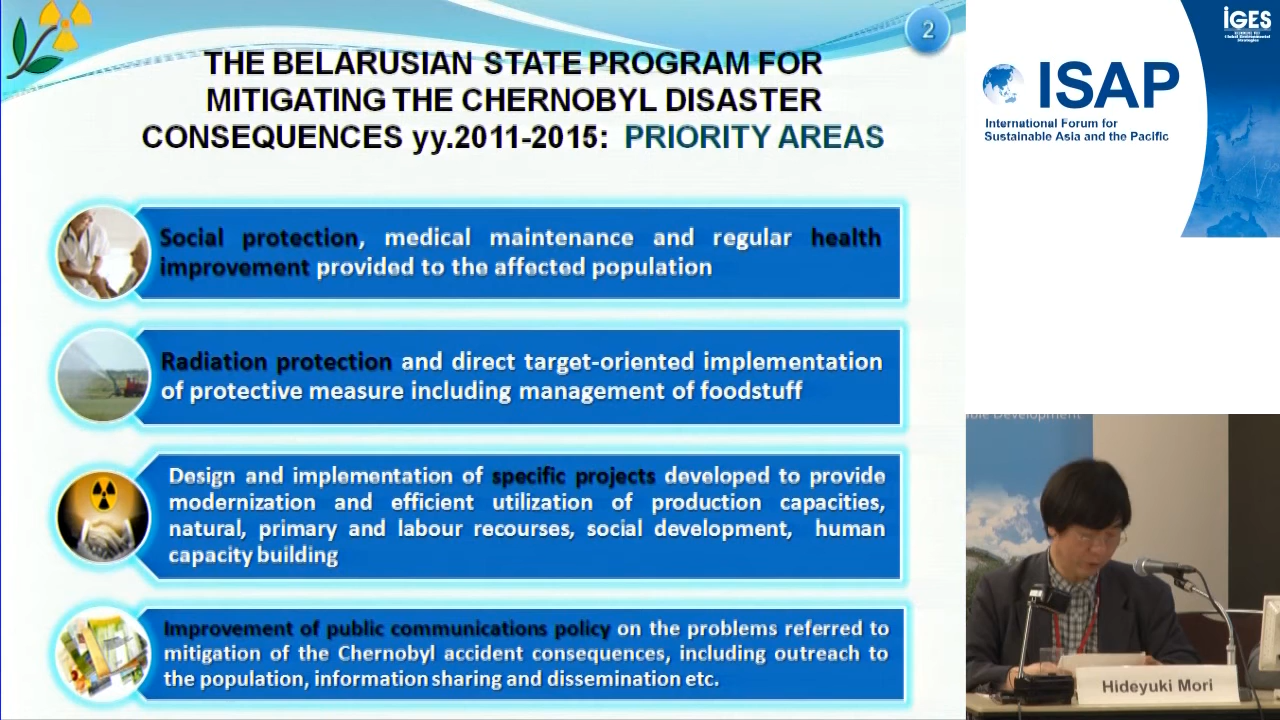 2
THE BELARUSIAN STATE PROGRAM FOR
MITIGATING THE CHERNOBYL DISASTER
CONSEQUENCES yy.2011-2015: PRIORITY AREAS
Social protection, medical maintenance and regular health
improvement provided to the affected population
Radiation protection and direct target-oriented implementation
of protective measure including management of foodstuff
Design and implementation of specific projects developed to provide
modernization and efficient utilization of production capacities,
natural, primary and labour recourses, social development, human
capacity building
Improvement of public communications policy on the problems referred to
mitigation of the Chernobyl accident consequences, including outreach to
the population, information sharing and dissemination etc.
IGES
ISAP
International Forum for
Sustainable Asia and the Pacific
ble Development
Hideyuki Mori